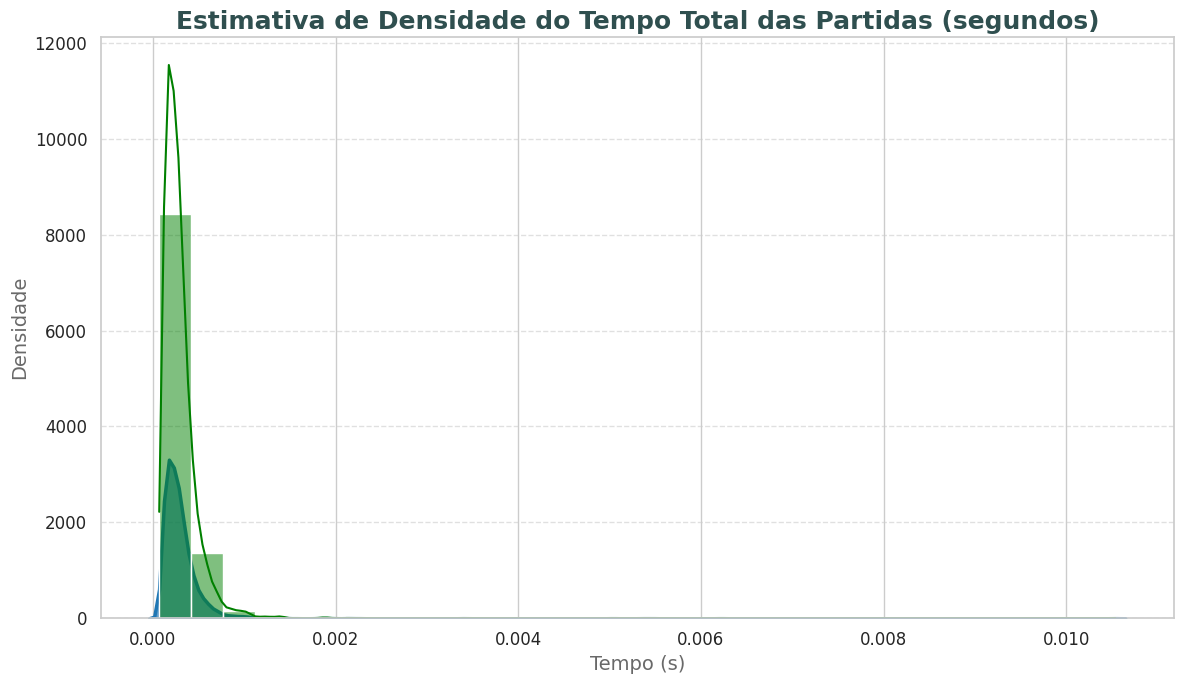 Estimativa de Densidade do Tempo Total das Partidas (segundos)
12000
10000
8000
6000
4000
2000
0
Densidade
0.000 0.002 0.004 0.006 0.008 0.010
Tempo (s)